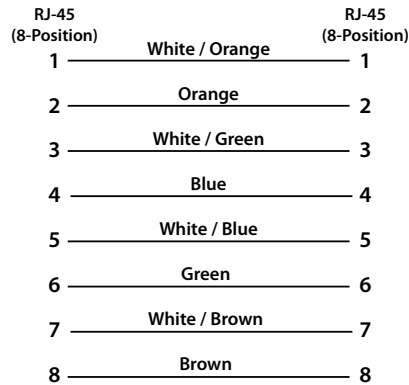 RJ-45 RJ-45
(8-Position) (8-Position)
1 White / Orange 1
2 Orange 2
3 White / Green 3
4 Blue 4
5 White / Blue 5
6 Green 6
7 White / Brown 7
8 Brown 8